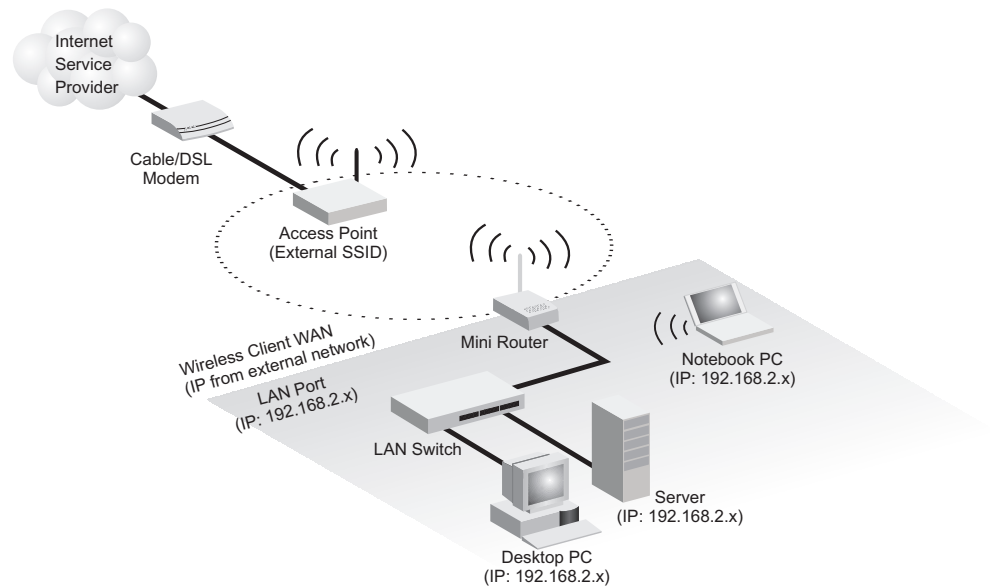 Internet
Service
Provider
Cable/DSL
Modem
Access Point
(External SSID)
Mini Router
Notebook PC
(IP: 192.168.2.x)
Wireless Client WAN
(IP from external network)
LAN Port
(IP: 192.168.2.x)
LAN Switch
Server
(IP: 192.168.2.x)
Desktop PC
(IP: 192.168.2.x)